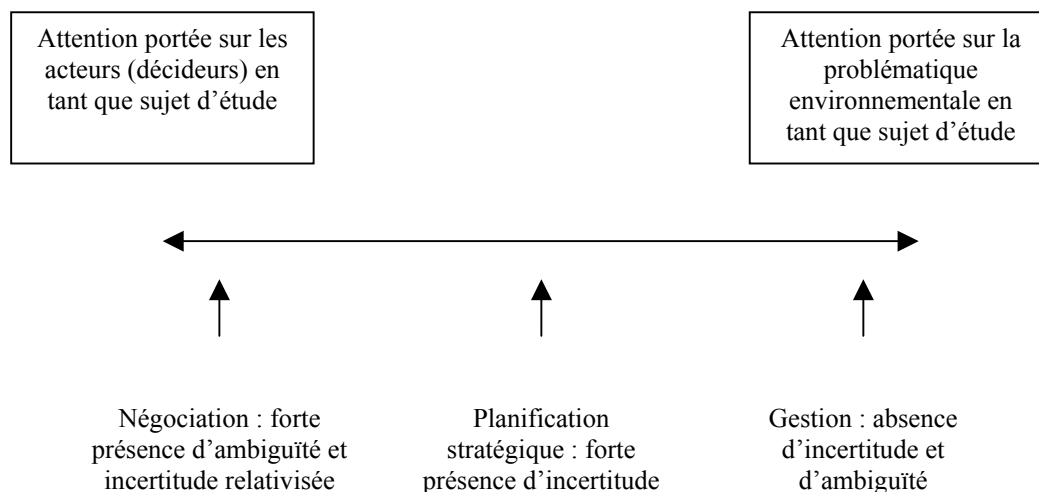 Attention portée sur les
acteurs (décideurs) en
tant que sujet d’étude
Attention portée sur la
problématique
environnementale en
tant que sujet d’étude
Négociation : forte
présence d’ambiguïté et
incertitude relativisée
Planification
stratégique : forte
présence d’incertitude
Gestion : absence
d’incertitude et
d’ambiguïté